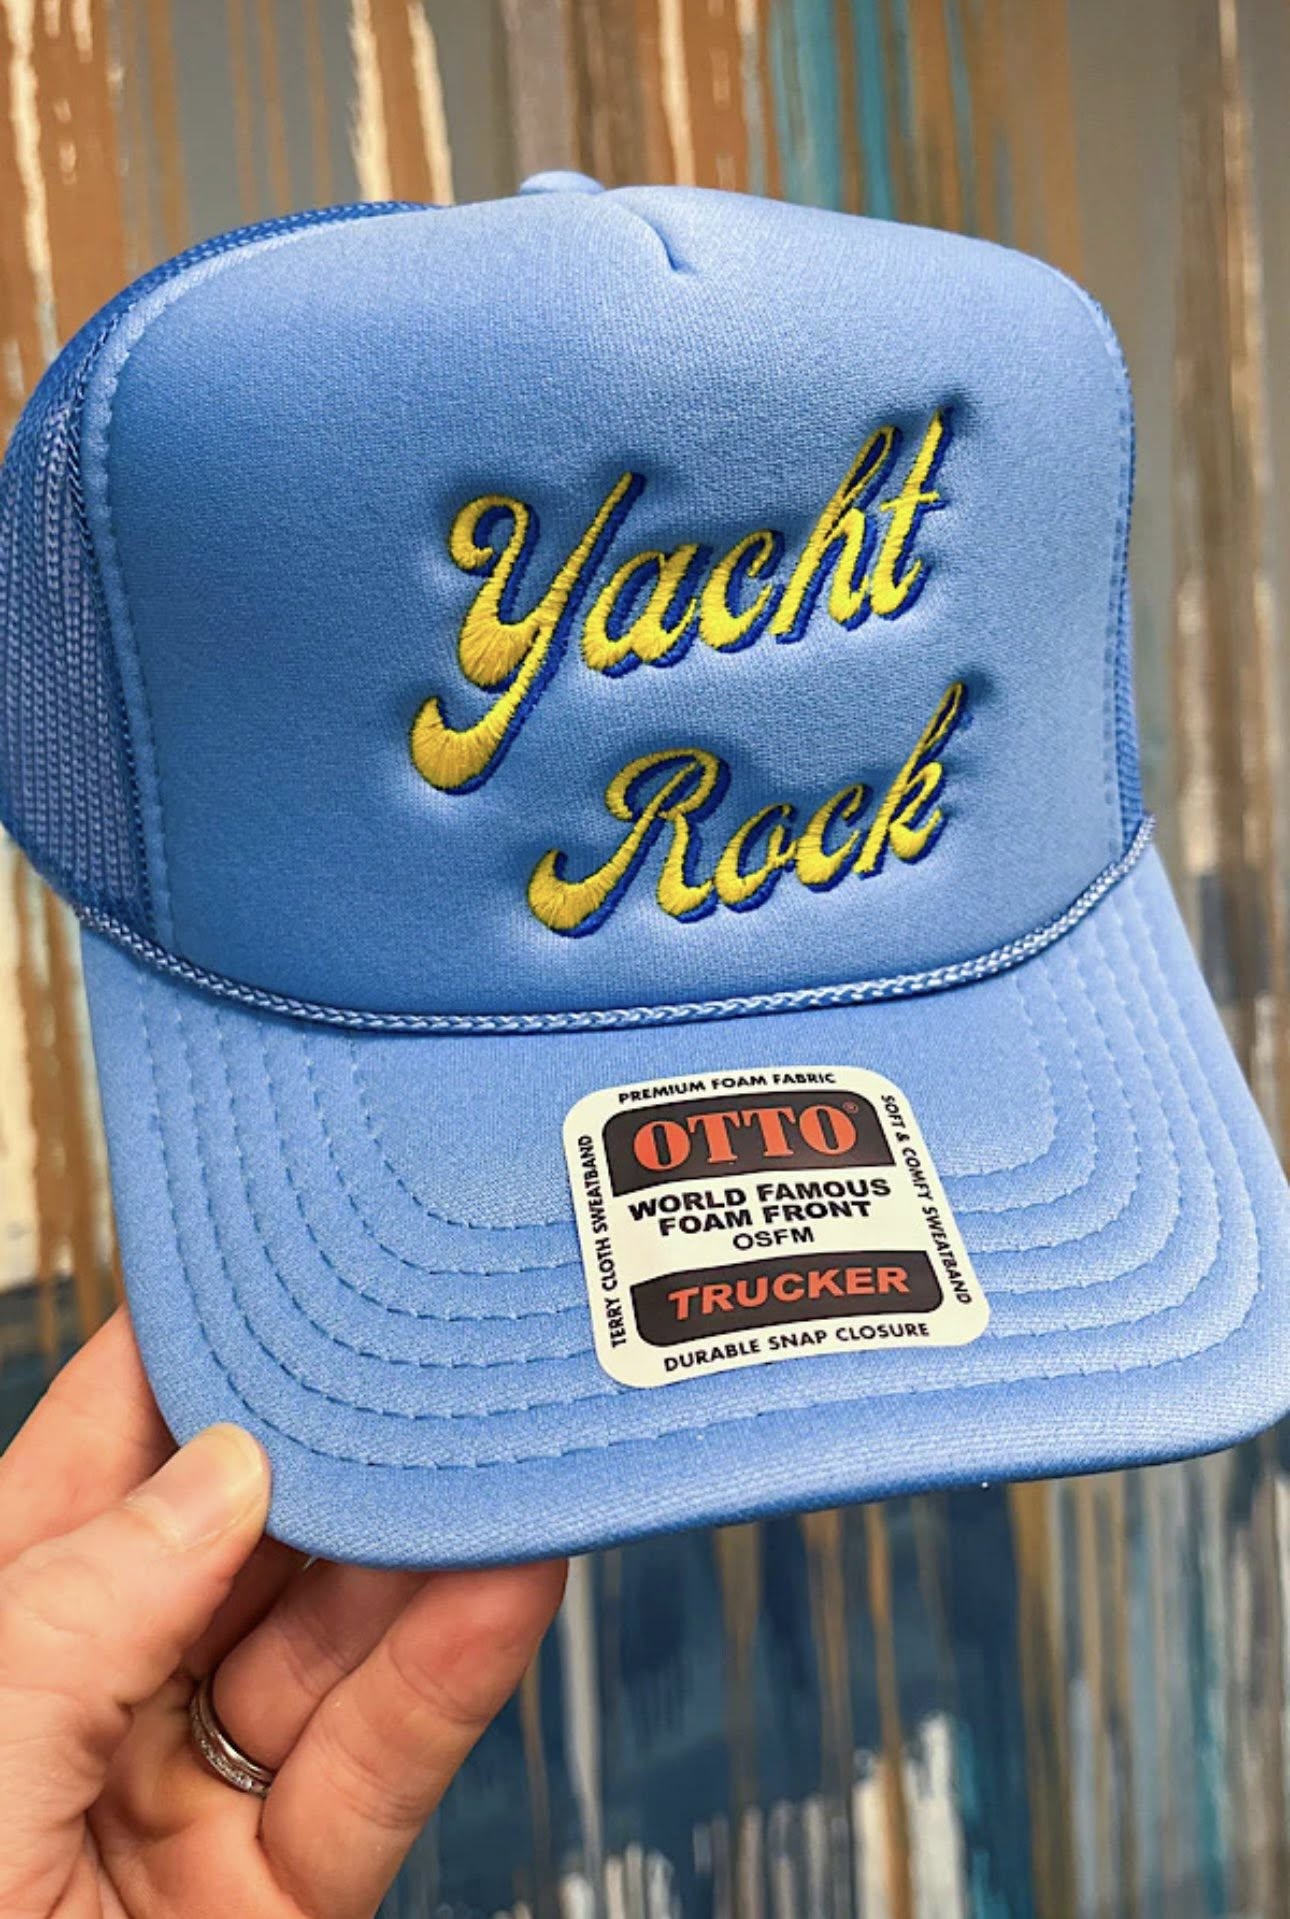 Yacht
Rock
PREMIUM FOAM FABRIC
OTTO®
WORLD FAMOUS
FOAM FRONT
OSFM
TRUCKER
DURABLE SNAP CLOSURE
TERRY CLOTH SWEATBAND
SOFT & COMFY SWEATBAND